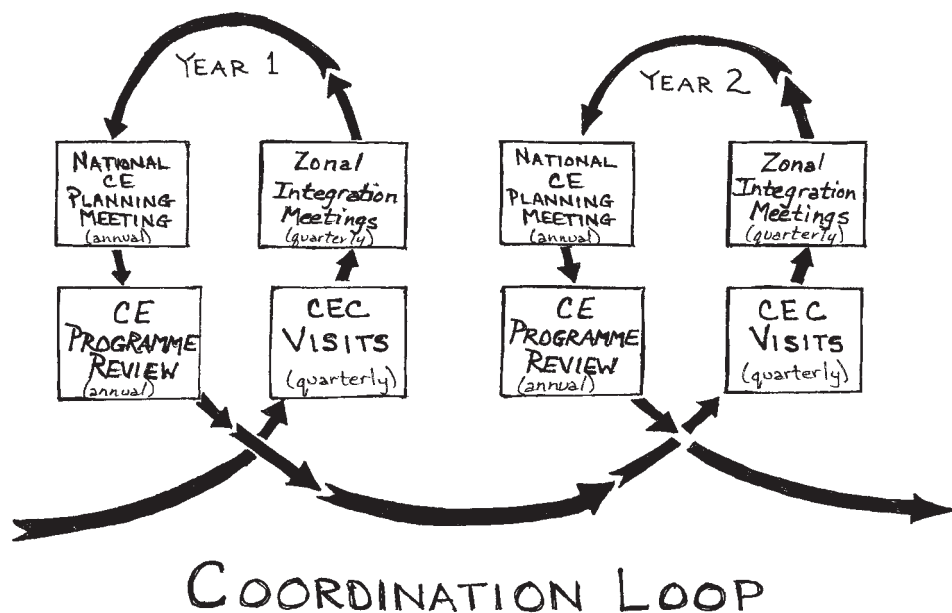 YEAR 1
NATIONAL
CE
PLANNING
MEETING
(annual)
Zonal
Integration
Meetings
(quarterly)
CE
PROGRAMME
REVIEW
(annual)
CEC
VISITS
(quarterly)
YEAR 2
NATIONAL
CE
PLANNING
MEETING
(annual)
Zonal
Integration
Meetings
(quarterly)
CE
PROGRAMME
REVIEW
(annual)
CEC
VISITS
(quarterly)
COORDINATION LOOP